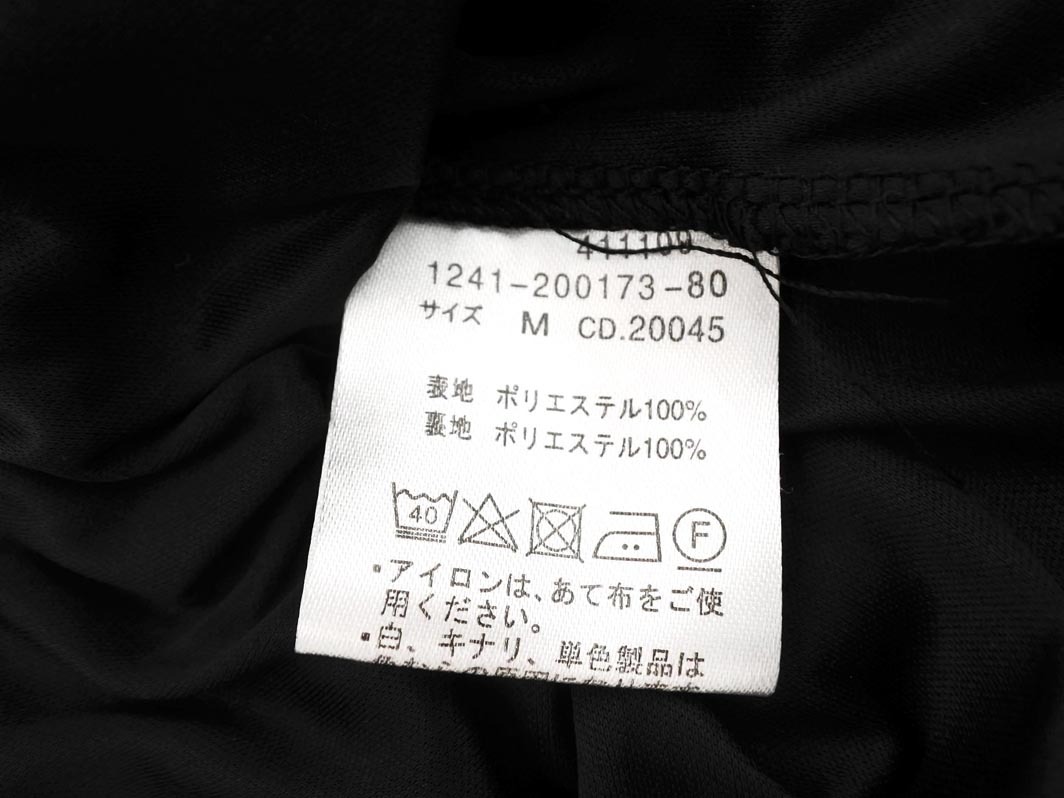 411109
1241-200173-80
サイズ M CD.20045
表地 ポリエステル100%
裏地 ポリエステル100%
40 F
・アイロンは、あて布をご使
用ください。
・白、キナリ、単色製品は